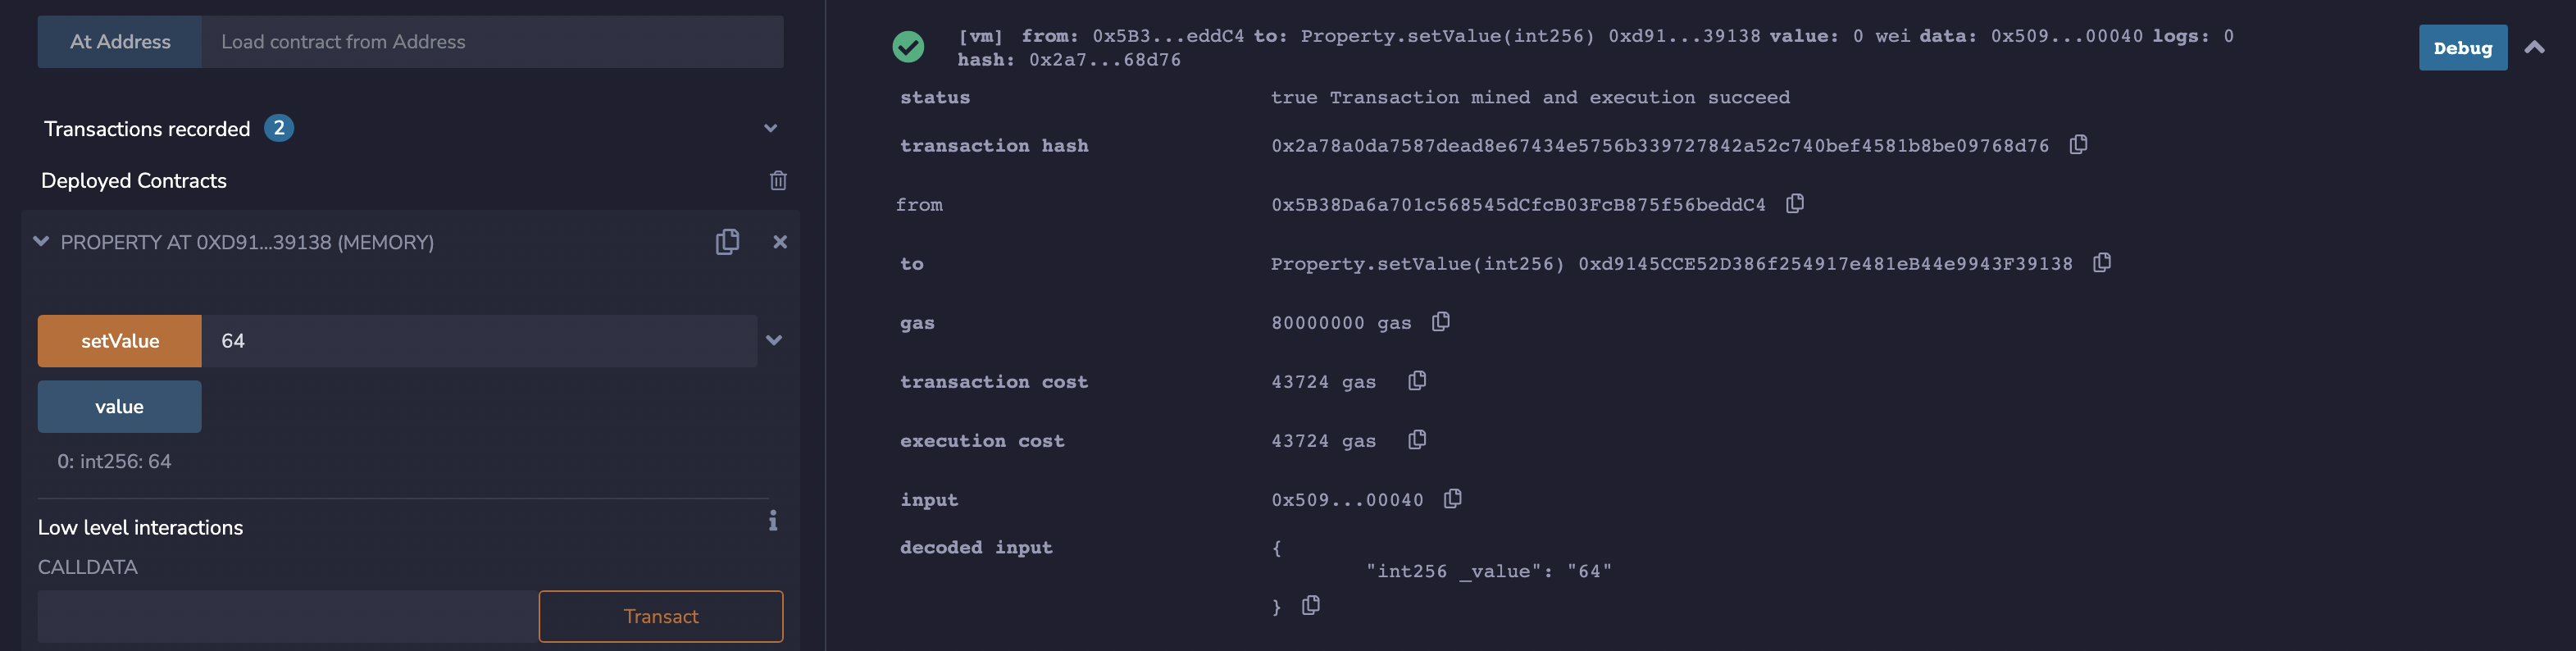 At Address Load contract from Address
Transactions recorded 2
Deployed Contracts
PROPERTY AT 0XD91...39138 (MEMORY)
setValue 64
value
0: int256: 64
Low level interactions
CALLDATA
Transact
[vm] from: 0x5B3...eddC4 to: Property.setValue(int256) 0xd91...39138 value: 0 wei data: 0x509...00040 logs: 0
hash: 0x2a7...68d76
Debug
status true Transaction mined and execution succeed
transaction hash 0x2a78a0da7587dead8e67434e5756b339727842a52c740bef4581b8be09768d76
from 0x5B38Da6a701c568545dCfcB03FcB875f56beddC4
to Property.setValue(int256) 0xd9145CCE52D386f254917e481eB44e9943F39138
gas 80000000 gas
transaction cost 43724 gas
execution cost 43724 gas
input 0x509...00040
decoded input {
"int256 _value": "64"
}